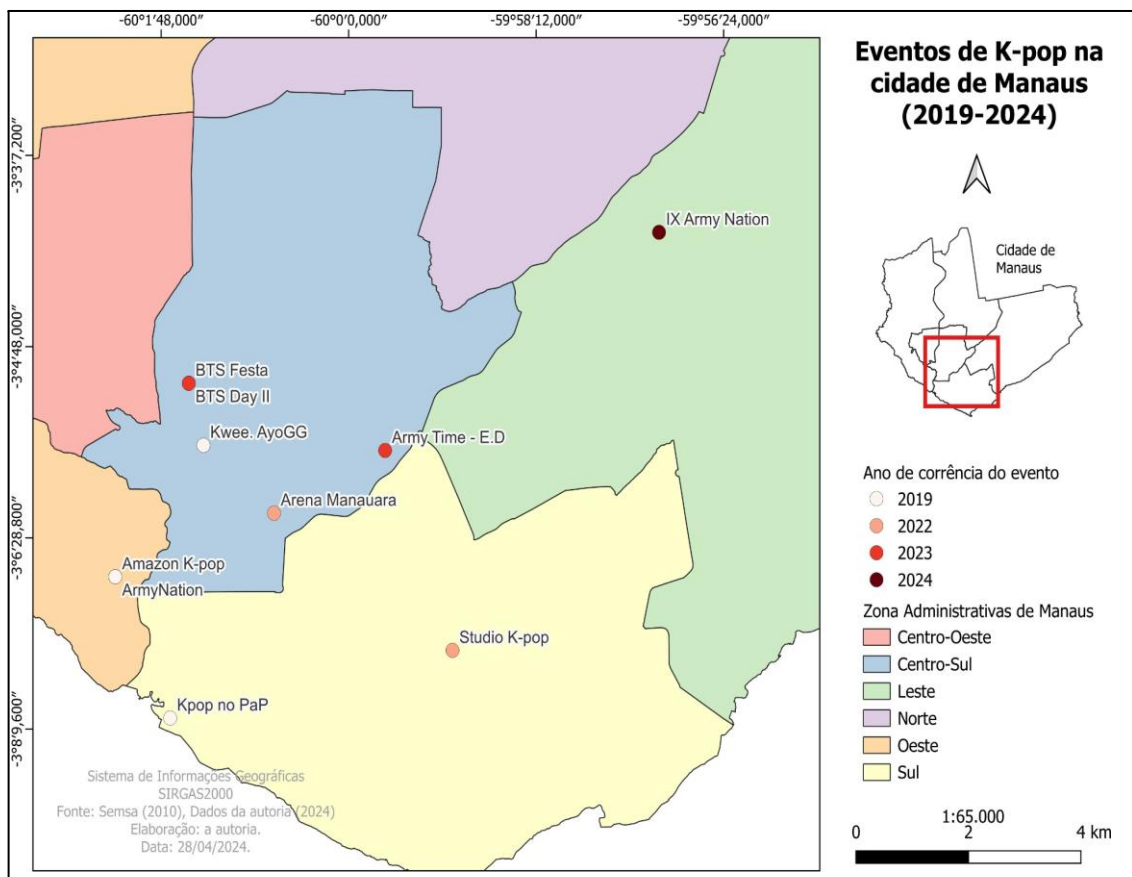 -60°1'48,000"
-60°0'0,000"
-59°58'12,000"
-59°56'24,000"
Eventos de K-pop na
cidade de Manaus
(2019-2024)
-3°3'7,200"
-3°4'48,000"
-3°6'28,800"
-3°8'9,600"
IX Army Nation
BTS Festa
BTS Day II
Kwee. AyoGG
Army Time - E.D
Arena Manauara
Amazon K-pop
ArmyNation
Studio K-pop
Kpop no PaP
Sistema de Informações Geográficas
SIRGAS2000
Fonte: Semsa (2010), Dados da autoria (2024)
Elaboração: a autoria.
Data: 28/04/2024.
Cidade de
Manaus
Ano de corrência do evento
2019
2022
2023
2024
Zona Administrativas de Manaus
Centro-Oeste
Centro-Sul
Leste
Norte
Oeste
Sul
1:65.000
0 2 4 km